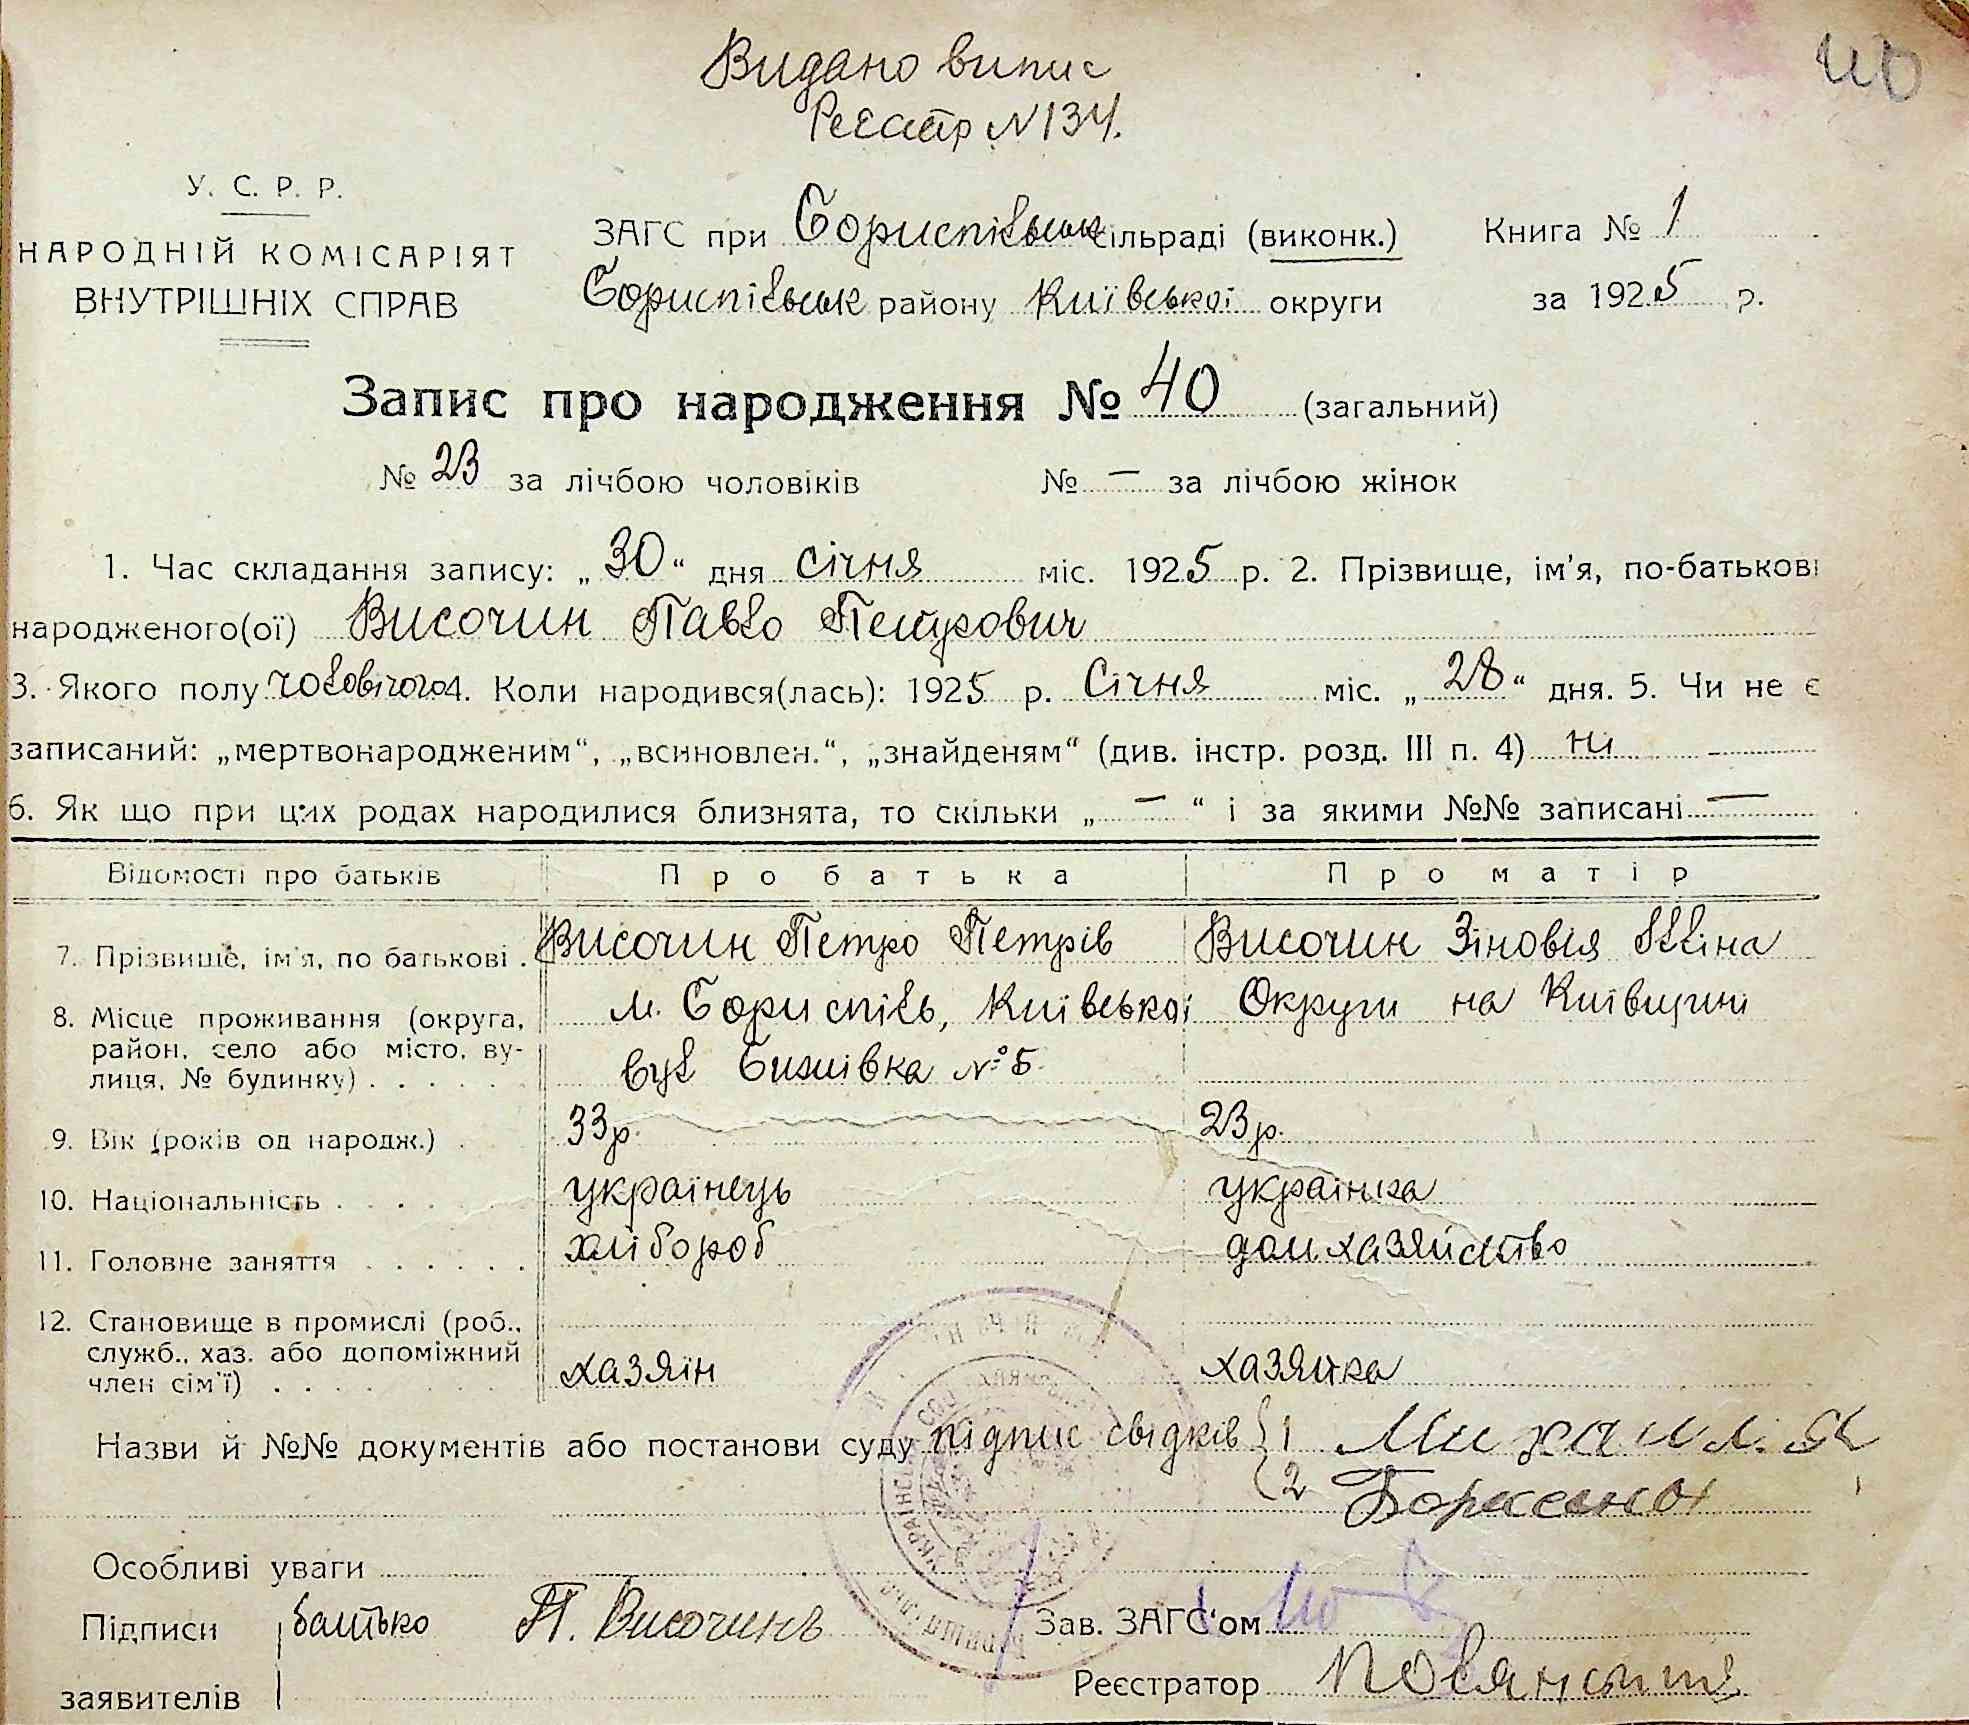 Видано випис
Реєстр N 134.
40
У. С. Р. Р.
НАРОДНІЙ КОМІСАРІЯТ
ВНУТРІШНІХ СПРАВ
ЗАГС при Бориспільськ сільраді (виконк.)
Бориспільськ району Київської округи
Книга № 1
за 1925 р.
Запис про народження № 40 (загальний)
№ 23 за лічбою чоловіків № — за лічбою жінок
1. Час складання запису: „30“ дня січня міс. 1925 р. 2. Прізвище, ім'я, по-батькові
народженого(ої) Височин Павло Петрович
3. Якого полу чоловічого 4. Коли народився(лась): 1925 р. Січня міс. „28“ дня. 5. Чи не є
записаний: „мертвонародженим“, „всиновлен.“, „знайденям“ (див. інстр. розд. III п. 4) ні
6. Як що при цих родах народилися близнята, то скільки „—“ і за якими №№ записані —
Відомості про батьків Про батька Про матір
7. Прізвище, ім'я, по батькові . Височин Петро Петрів Височин Зіновія
8. Місце проживання (округа, район, село або місто, вулиця, № будинку) . . . . .
м. Бориспіль, Київської Округи на Київщині
вул № 5
9. Вік (років од народж.) . 33 р. 23 р.
10. Національність . . . . українець українка
11. Головне заняття . . . . . . хлібороб дом. хазяйство
12. Становище в промислі (роб., служб., хаз. або допоміжний член сім'ї) . . . . хазяїн хазяйка
Назви й №№ документів або постанови суду підпис свідків 1
2
Особливі уваги
Підписи батько П. Височинъ Зав. ЗАГС'ом
заявителів Реєстратор